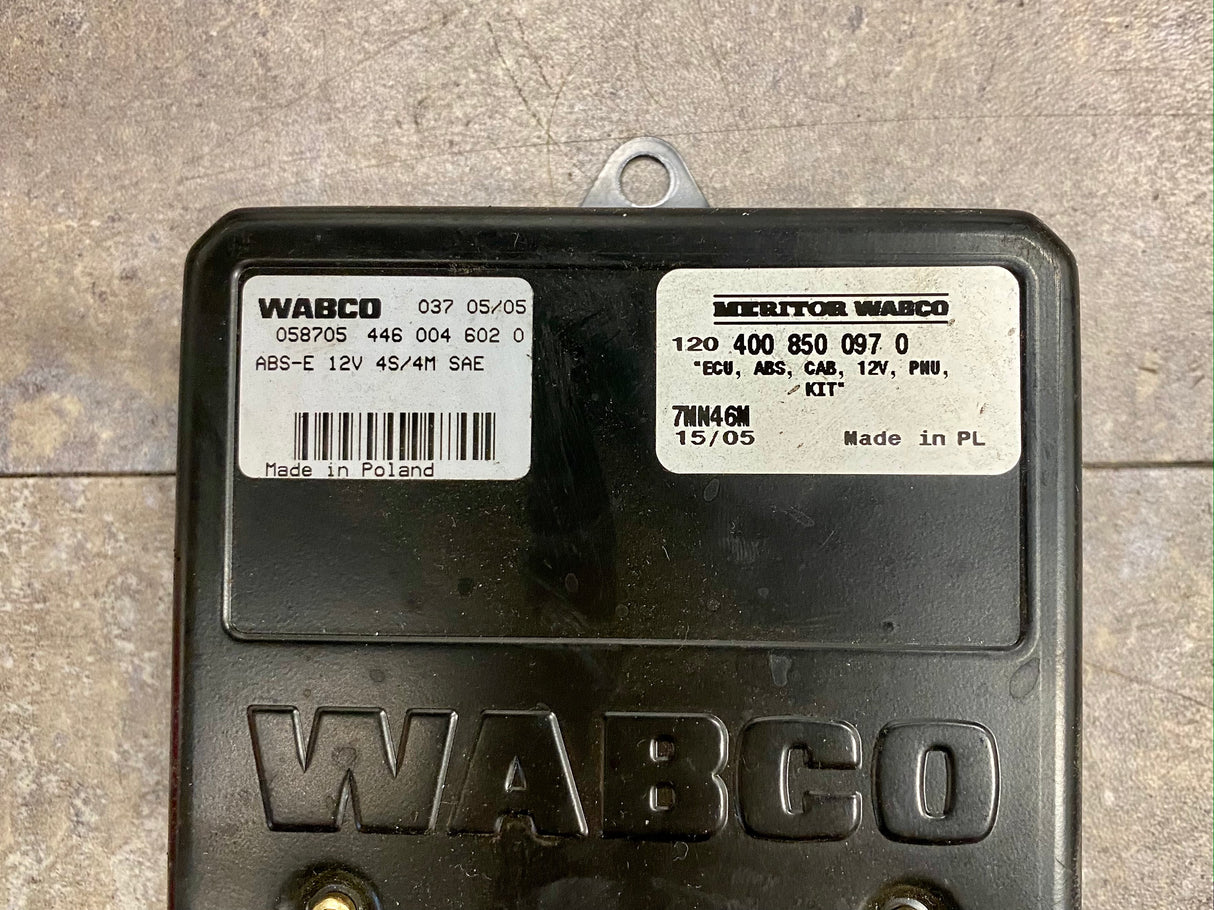 WABCO 037 05/05
058705 446 004 602 0
ABS-E 12V 4S/4M SAE
Made in Poland
MERITOR WABCO
120 400 850 097 0
"ECU, ABS, CAB, 12V, PNU,
KIT"
7MN46M
15/05 Made in PL
WABCO